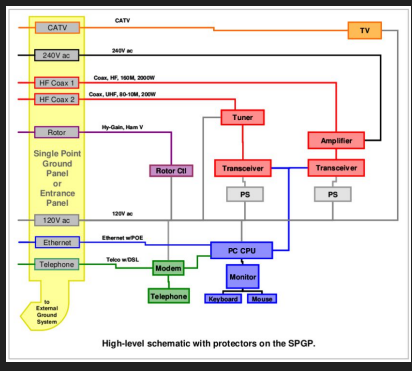 CATV
CATV
TV
240V ac
240V ac
HF Coax 1
Coax, HF, 160M, 2000W
HF Coax 2
Coax, UHF, 80-10M, 200W
Tuner
Rotor
Hy-Gain, Ham V
Amplifier
Single Point
Ground
Panel
or
Entrance
Panel
Rotor Ctl
Transceiver
Transceiver
PS
PS
120V ac
120V ac
Ethernet
Ethernet w/POE
PC CPU
Telephone
Telco w/DSL
Modem
Monitor
Telephone
Keyboard
Mouse
to
External
Ground
System
High-level schematic with protectors on the SPGP.